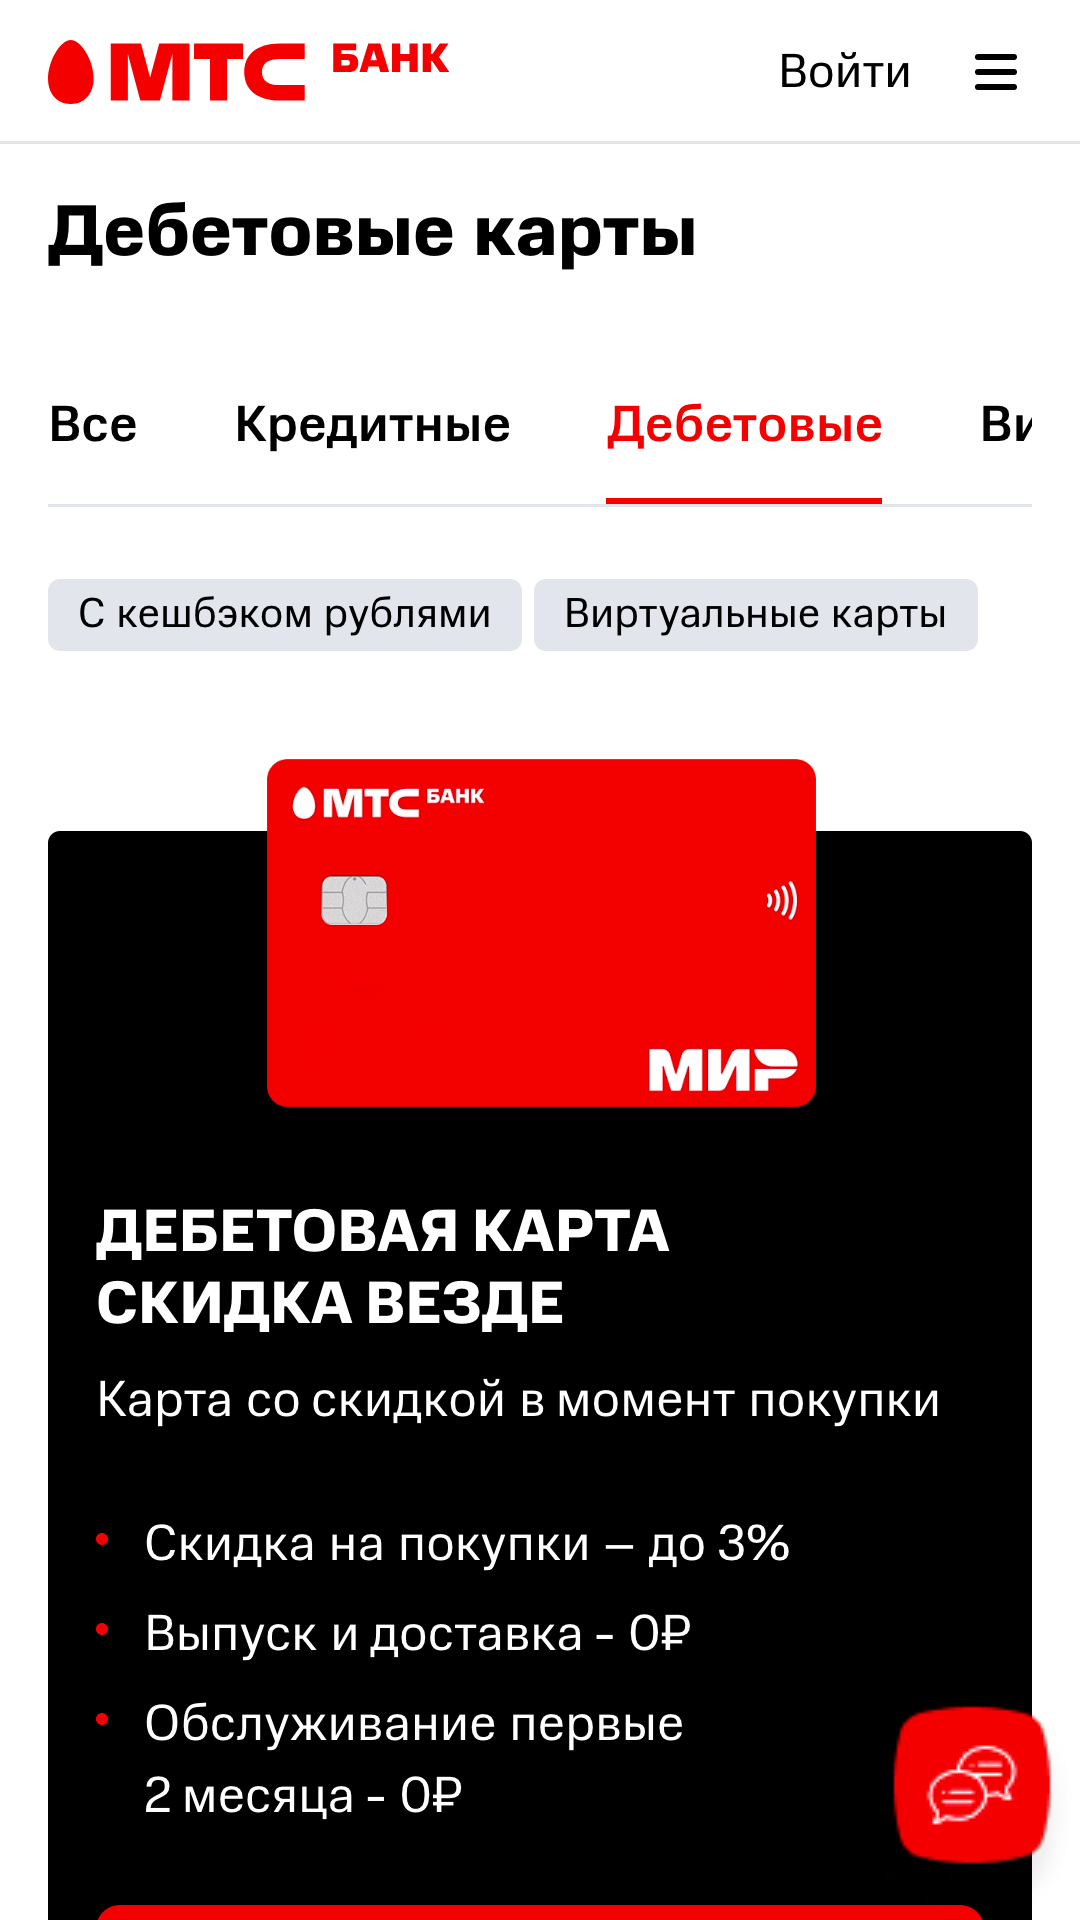 МТС БАНК
Войти
Дебетовые карты
Все Кредитные Дебетовые Ви
С кешбэком рублями Виртуальные карты
МТС БАНК
МИР
ДЕБЕТОВАЯ КАРТА
СКИДКА ВЕЗДЕ
Карта со скидкой в момент покупки
• Скидка на покупки – до 3%
• Выпуск и доставка - 0₽
• Обслуживание первые
2 месяца - 0₽